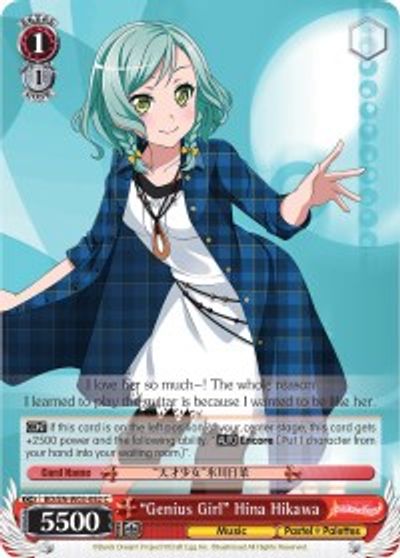 1
1
I love her so much~! The whole reason
I learned to play the guitar is because I wanted to be like her.
CONT If this card is on the left position of your center stage, this card gets
+2500 power and the following ability. "AUTO Encore [Put 1 character
from your hand into your waiting room]".
Card Name
"天才少女"氷川日菜
5500
"Genius Girl" Hina Hikawa
Music
Pastel＊Palettes